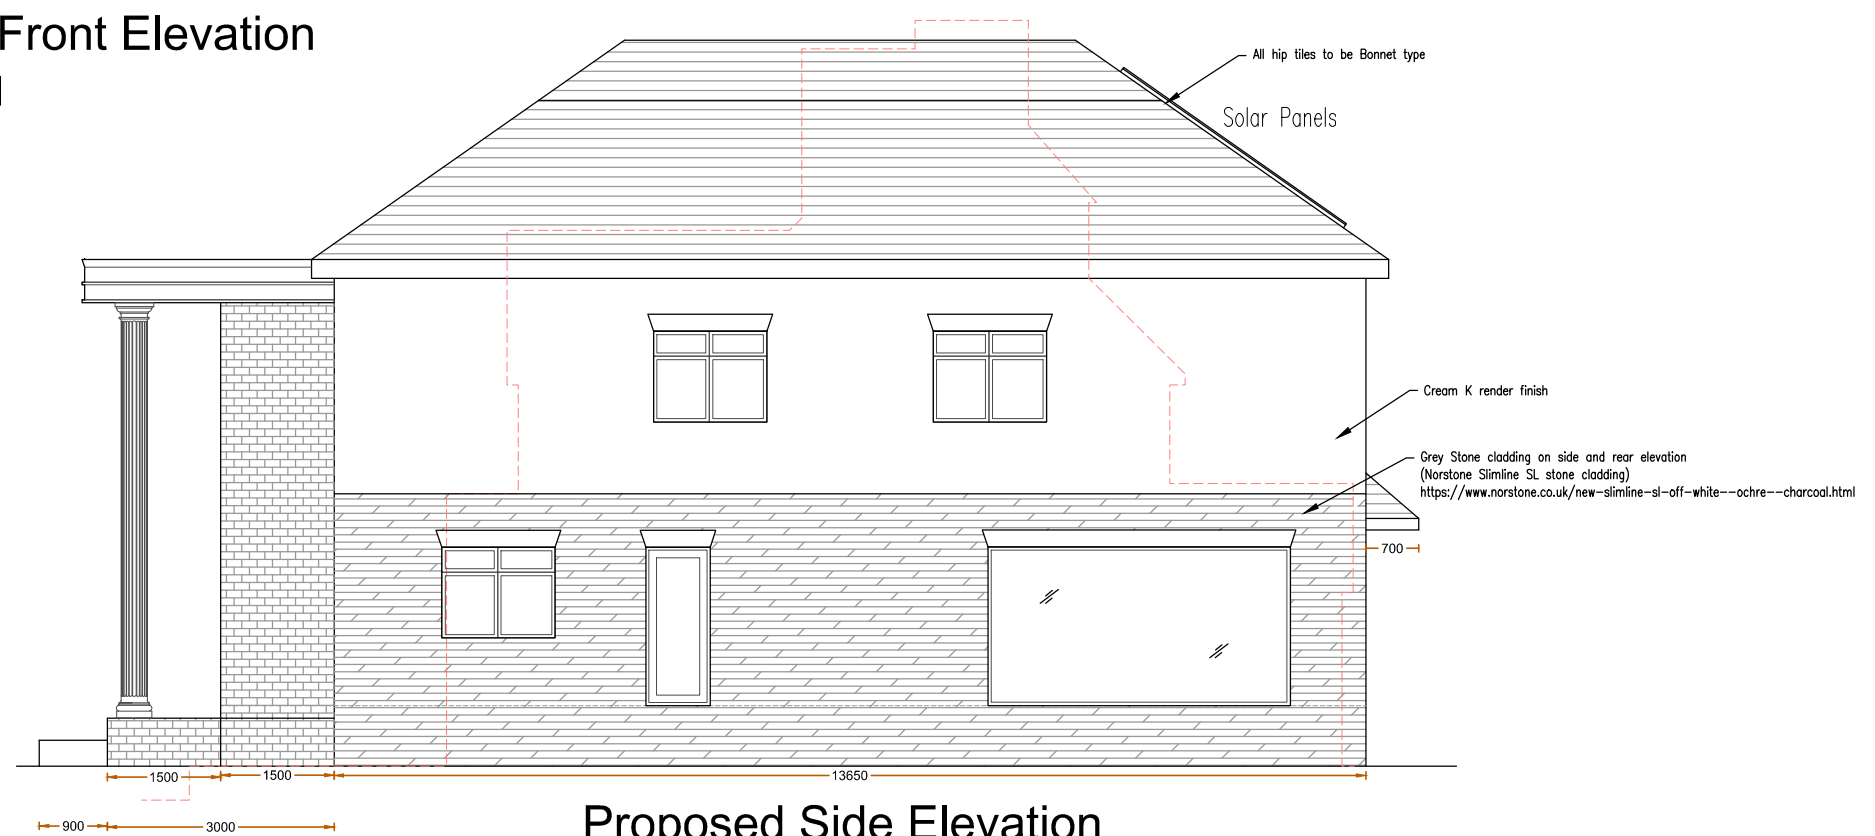 Front Elevation
All hip tiles to be Bonnet type
Solar Panels
Cream K render finish
Grey Stone cladding on side and rear elevation
(Norstone Slimline SL stone cladding)
https://www.norstone.co.uk/new-slimline-sl-off-white--ochre--charcoal.html
700
1500
1500
13650
900
3000
Proposed Side Elevation